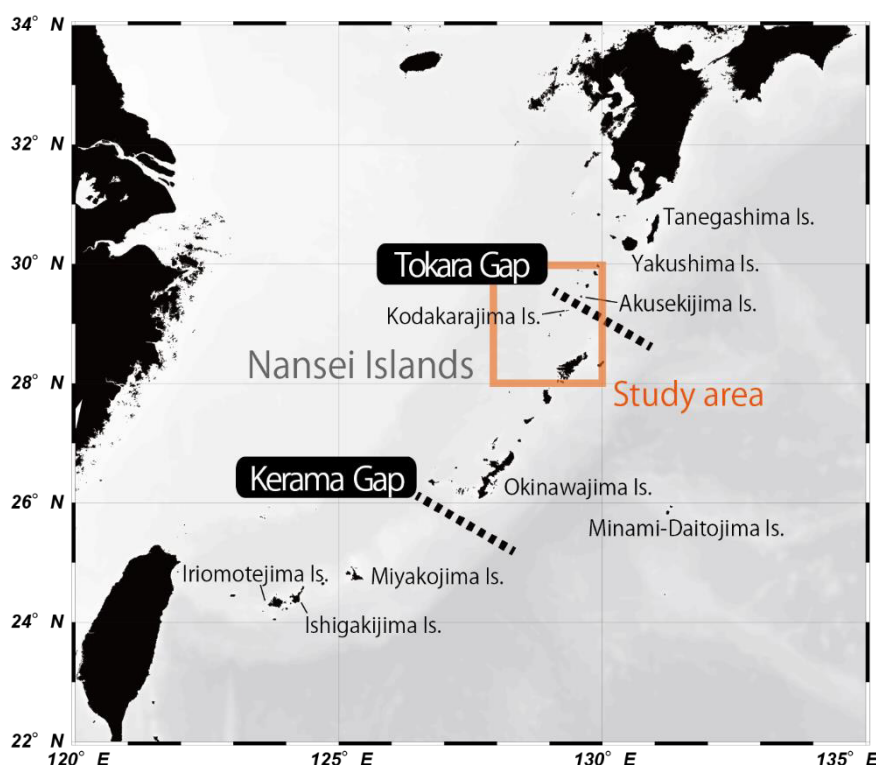 34° N
32° N
Tanegashima Is.
30° N
Tokara Gap
Yakushima Is.
Akusekijima Is.
Kodakarajima Is.
Nansei Islands
28° N
Study area
Kerama Gap
Okinawajima Is.
26° N
Minami-Daitojima Is.
Iriomotejima Is.
Miyakojima Is.
24° N
Ishigakijima Is.
22° N
120° E
125° E
130° E
135° E